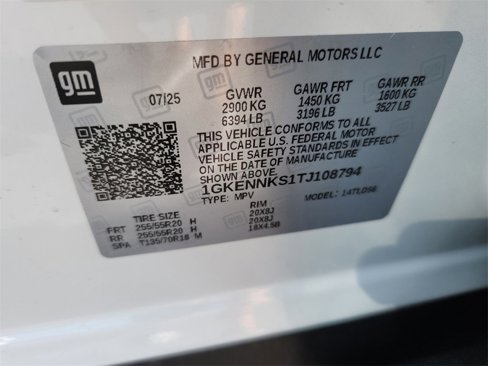 gm
MFD BY GENERAL MOTORS LLC
07/25 GVWR GAWR FRT GAWR RR
2900 KG 1450 KG 1600 KG
6394 LB 3196 LB 3527 LB
THIS VEHICLE CONFORMS TO ALL
APPLICABLE U.S. FEDERAL MOTOR
VEHICLE SAFETY STANDARDS IN
EFFECT ON THE DATE OF
MANUFACTURE SHOWN ABOVE.
1GKENNKS1TJ108794
TYPE: MPV MODEL:
TIRE SIZE RIM
FRT 255/55R20 H 20X8J
RR 255/55R20 H 20X8J
SPA T135/70R18 M 18X4.5B